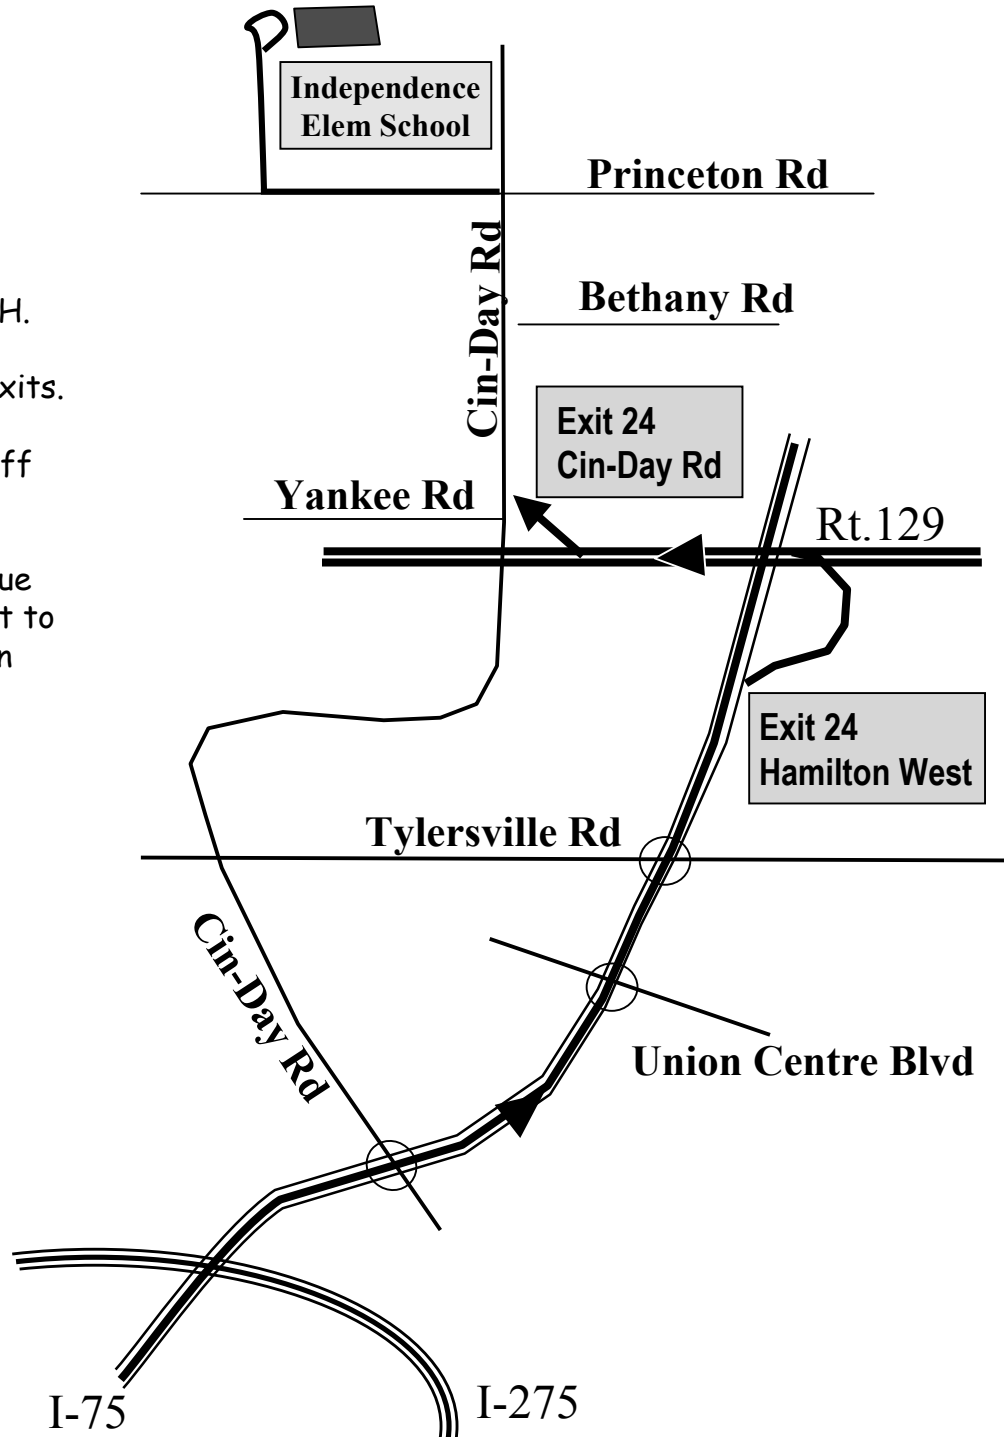 Independence
Elem School
Princeton Rd
Cin-Day Rd
H.
Bethany Rd
xits.
Exit 24
Cin-Day Rd
ff
Yankee Rd
Rt.129
ue
t to
n
Exit 24
Hamilton West
Tylersville Rd
Cin-Day Rd
Union Centre Blvd
I-75
I-275